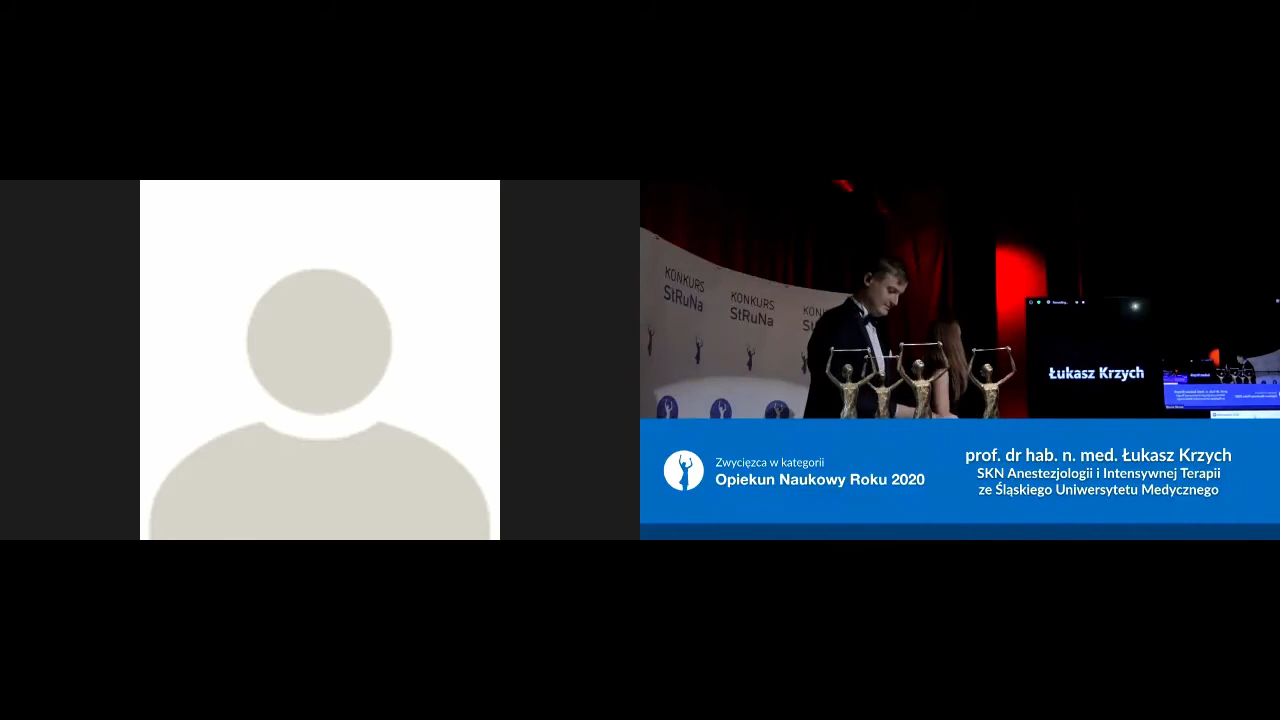 KONKURS
StRuNa
KONKURS
StRuNa
KONKURS
Łukasz Krzych
Zwycięzca w kategorii
Opiekun Naukowy Roku 2020
prof. dr hab. n. med. Łukasz Krzych
SKN Anestezjologii i Intensywnej Terapii
ze Śląskiego Uniwersytetu Medycznego